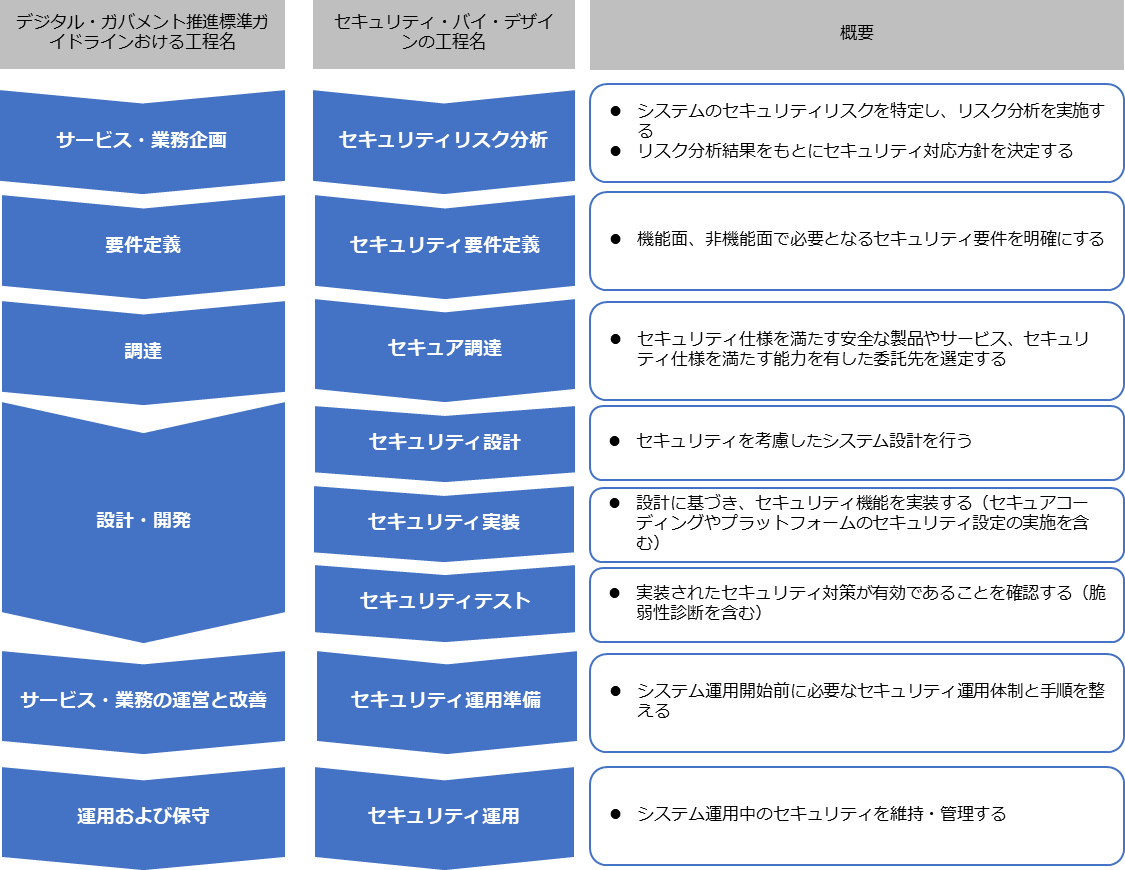 デジタル・ガバメント推進標準ガ
イドラインおける工程名
セキュリティ・バイ・デザイ
ンの工程名
概要
サービス・業務企画
セキュリティリスク分析
● システムのセキュリティリスクを特定し、リスク分析を実施す
る
● リスク分析結果をもとにセキュリティ対応方針を決定する
要件定義
セキュリティ要件定義
● 機能面、非機能面で必要となるセキュリティ要件を明確にする
調達
セキュア調達
● セキュリティ仕様を満たす安全な製品やサービス、セキュリ
ティ仕様を満たす能力を有した委託先を選定する
設計・開発
セキュリティ設計
● セキュリティを考慮したシステム設計を行う
セキュリティ実装
● 設計に基づき、セキュリティ機能を実装する（セキュアコー
ディングやプラットフォームのセキュリティ設定の実施を含
む）
セキュリティテスト
● 実装されたセキュリティ対策が有効であることを確認する（脆
弱性診断を含む）
サービス・業務の運営と改善
セキュリティ運用準備
● システム運用開始前に必要なセキュリティ運用体制と手順を整
える
運用および保守
セキュリティ運用
● システム運用中のセキュリティを維持・管理する